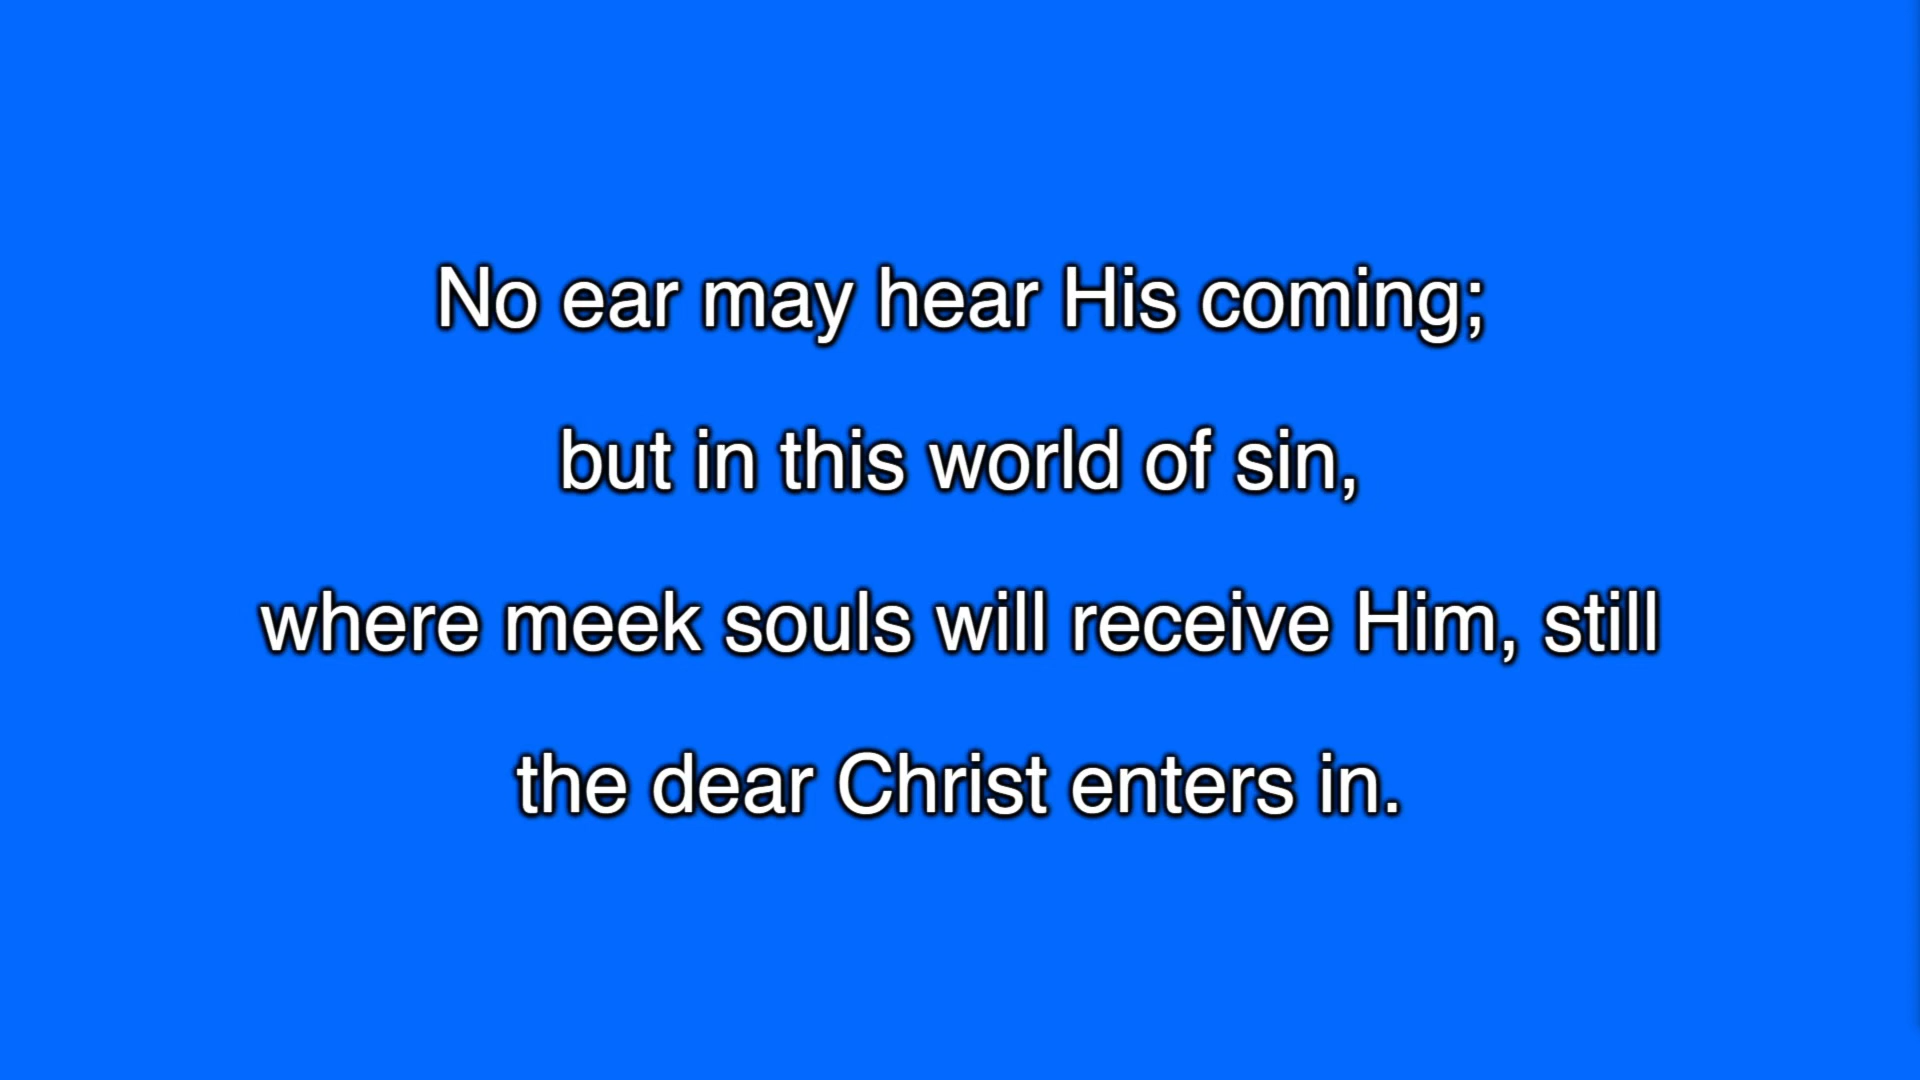 No ear may hear His coming;
but in this world of sin,
where meek souls will receive Him, still
the dear Christ enters in.